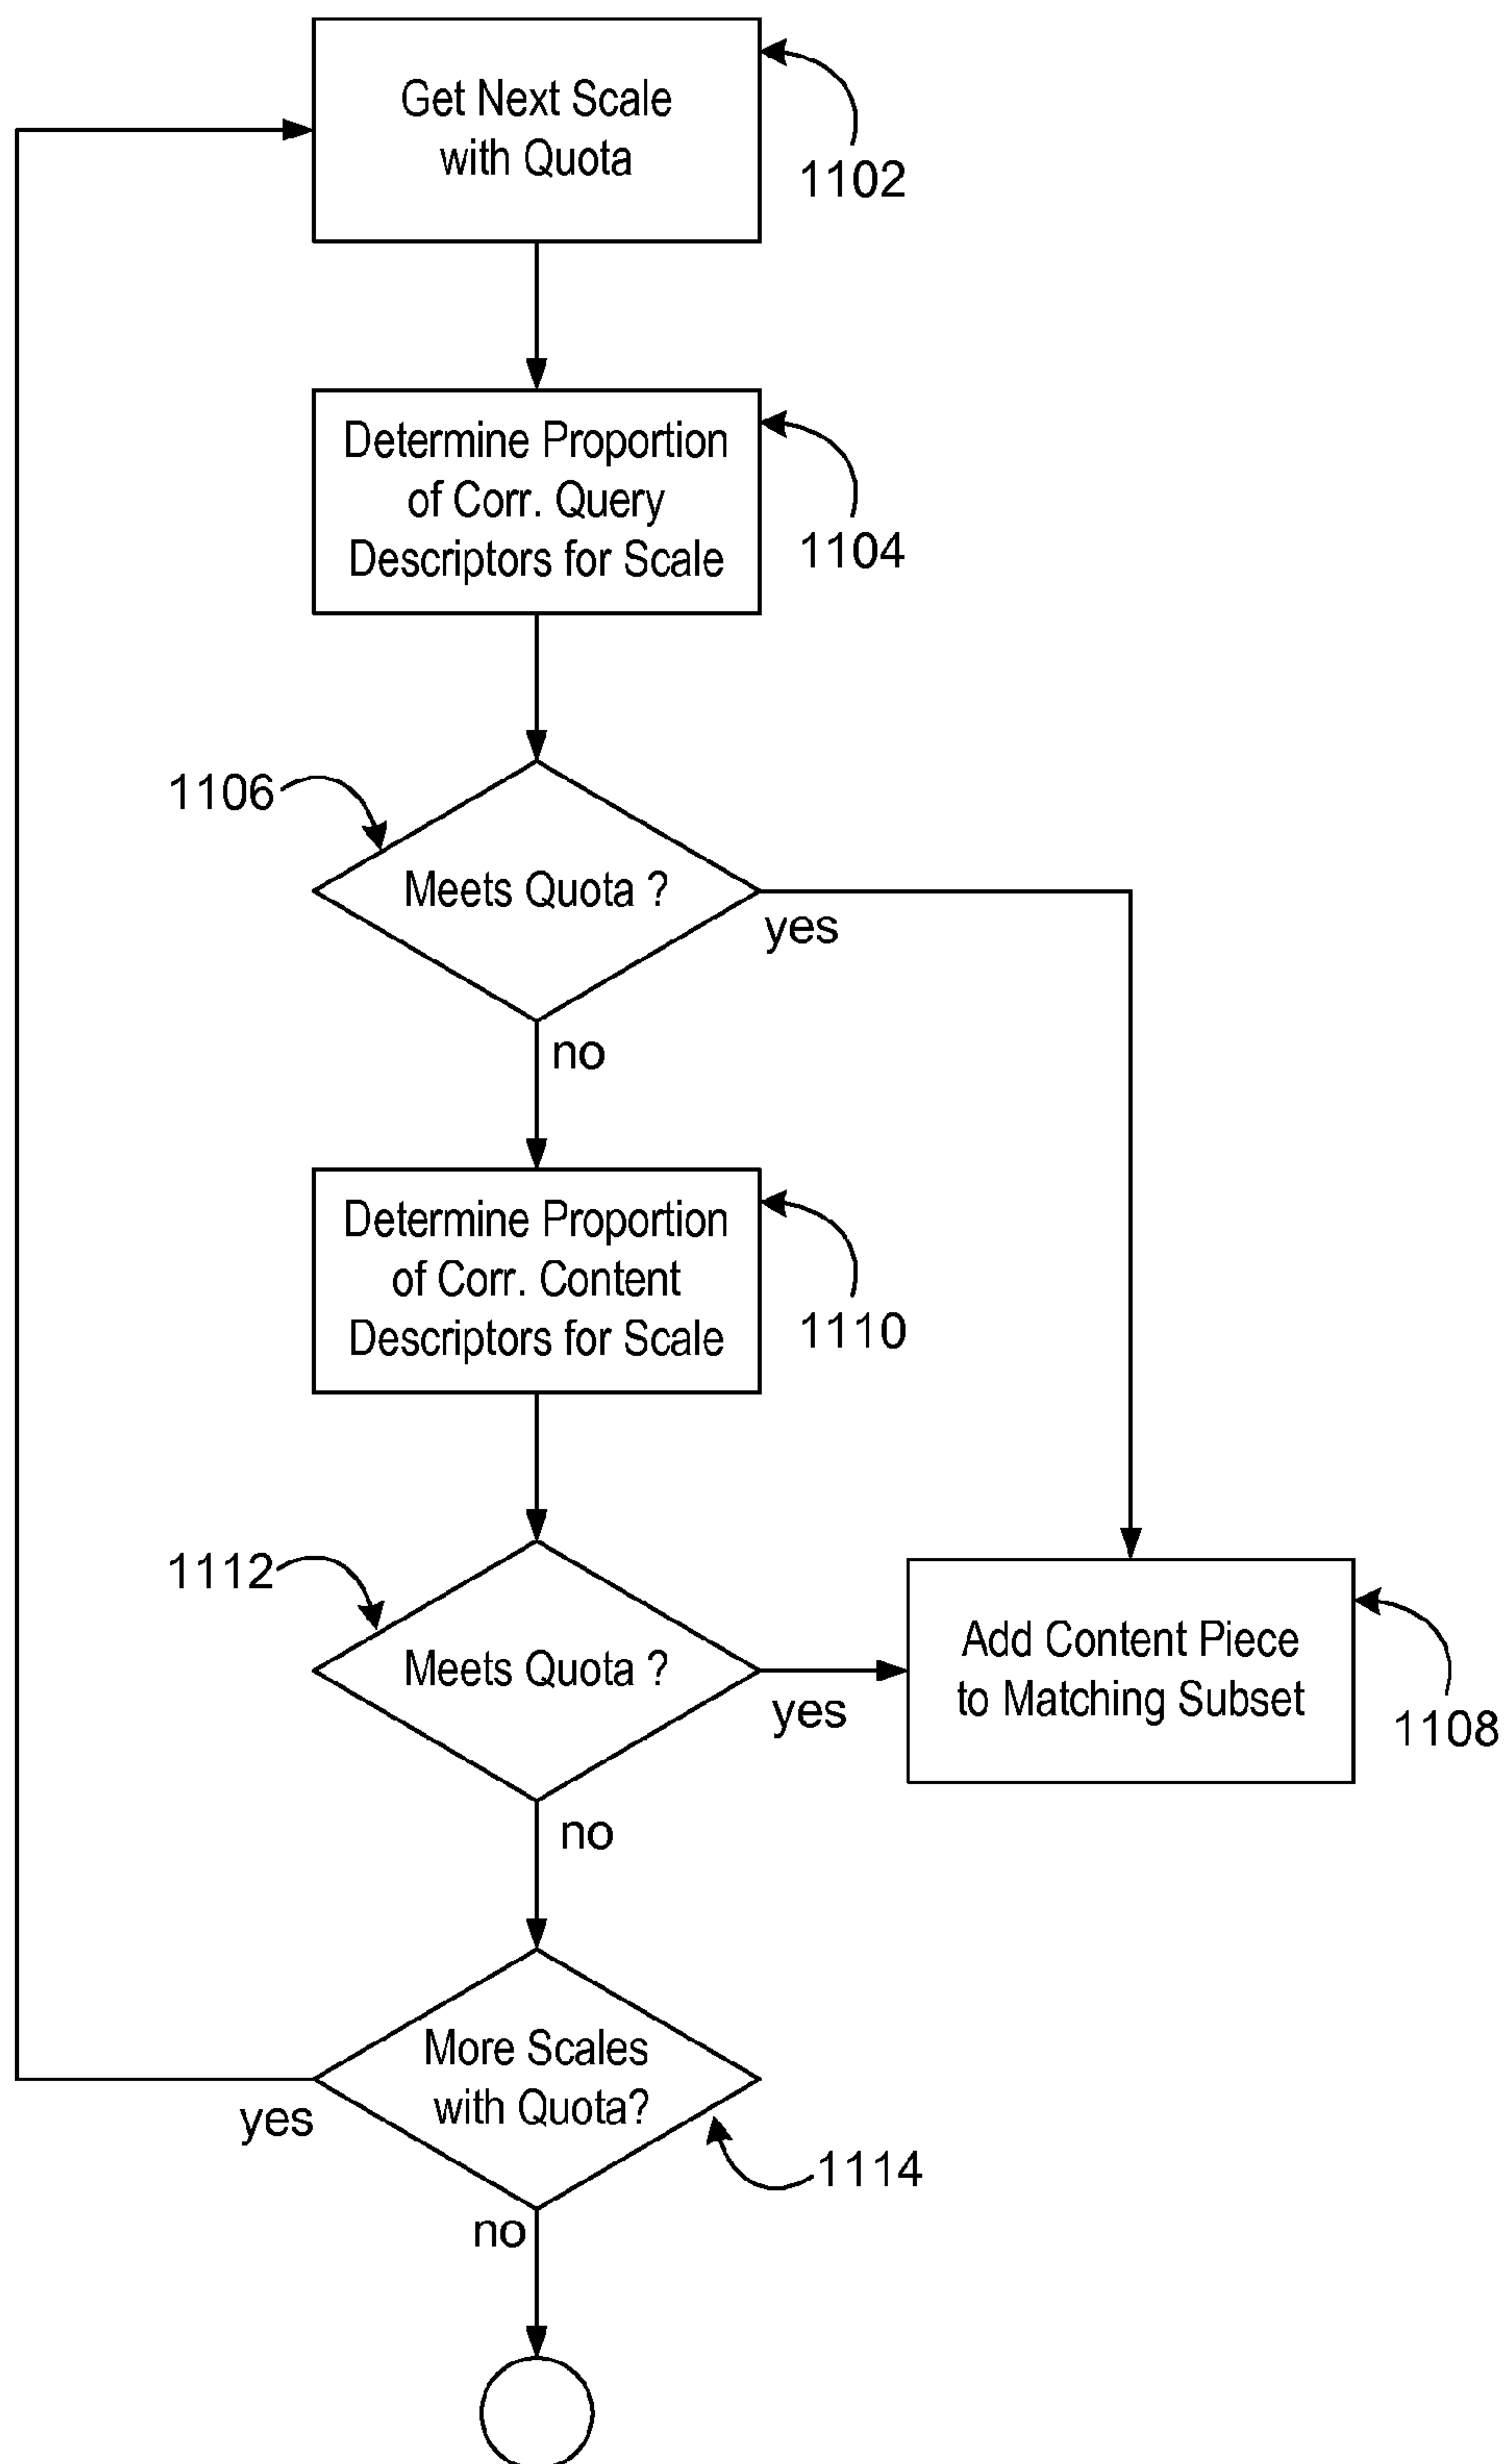 Get Next Scale
with Quota
1102
Determine Proportion
of Corr. Query
Descriptors for Scale
1104
1106
Meets Quota ?
yes
no
Determine Proportion
of Corr. Content
Descriptors for Scale
1110
1112
Meets Quota ?
yes
Add Content Piece
to Matching Subset
1108
no
More Scales
with Quota?
yes
1114
no